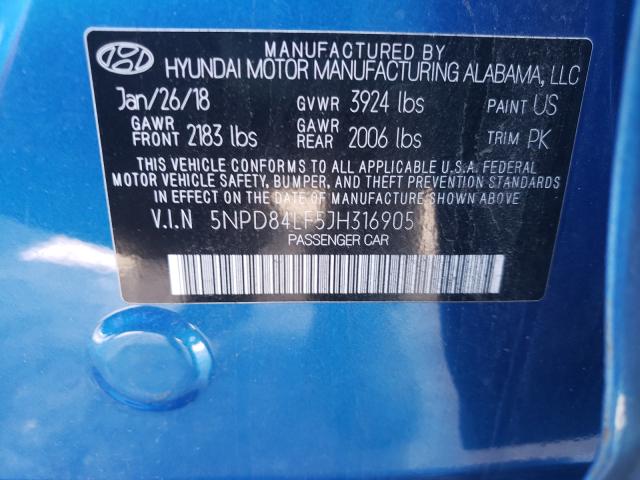 MANUFACTURED BY
HYUNDAI MOTOR MANUFACTURING ALABAMA, LLC
Jan/26/18 GVWR 3924 lbs PAINT US
GAWR FRONT 2183 lbs GAWR REAR 2006 lbs TRIM PK
THIS VEHICLE CONFORMS TO ALL APPLICABLE U.S.A. FEDERAL
MOTOR VEHICLE SAFETY, BUMPER, AND THEFT PREVENTION
STANDARDS IN EFFECT ON THE DATE OF MANUFACTURE SHOWN ABOVE
V.I.N 5NPD84LF5JH316905
PASSENGER CAR